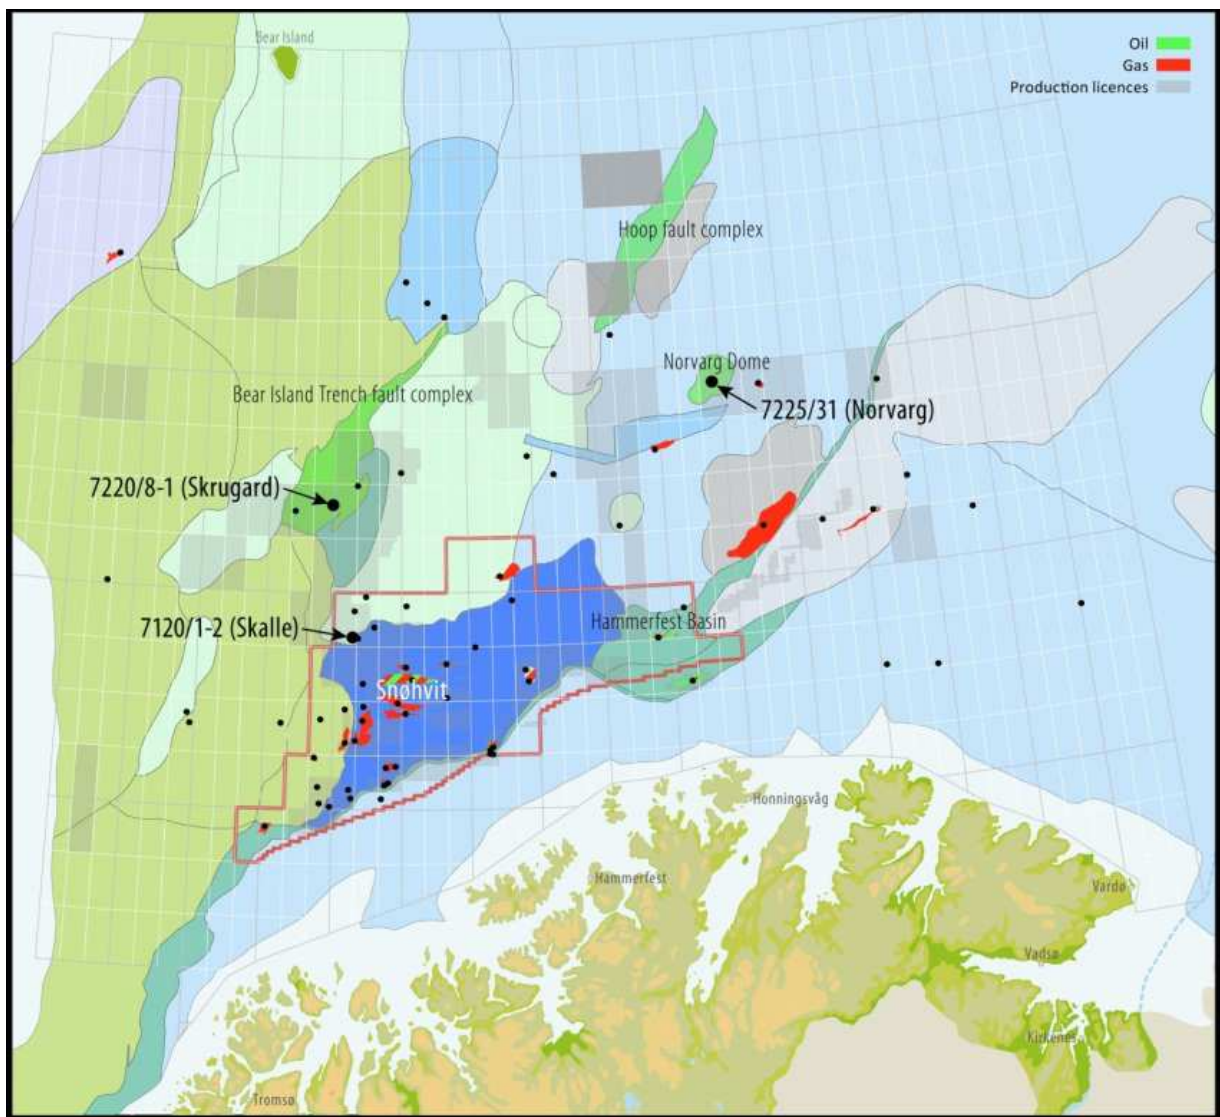 Bear Island
Oil
Gas
Production licences
Hoop fault complex
Norvarg Dome
Bear Island Trench fault complex
7225/31 (Norvarg)
7220/8-1 (Skrugard)
Hammerfest Basin
7120/1-2 (Skalle)
Snøhvit
Honningsvåg
Hammerfest
Vardø
Vadsø
Kirkenes
Tromsø